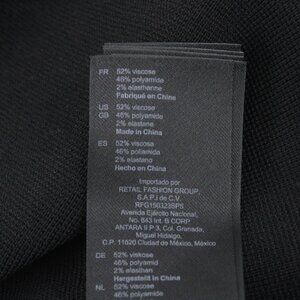 FR 52% viscose
46% polyamide
2% elasthanne
Fabriqué en Chine
US 52% viscose
GB 46% polyamide
2% elastane
Made in China
ES 52% viscosa
46% poliamida
2% elastano
Hecho en China
Importado por
RETAIL FASHION GROUP,
S.A.P.I de C.V.
RFG150323SP5
Avenida Ejército Nacional,
No. 843 Int. B CORP
ANTARA II P 3, Col. Granada,
Miguel Hidalgo,
C.P. 11520 Ciudad de México, México
DE 52% viscose
46% polyamid
2% elasthan
Hergestellt in China
NL 52% viscose
46% polyamide